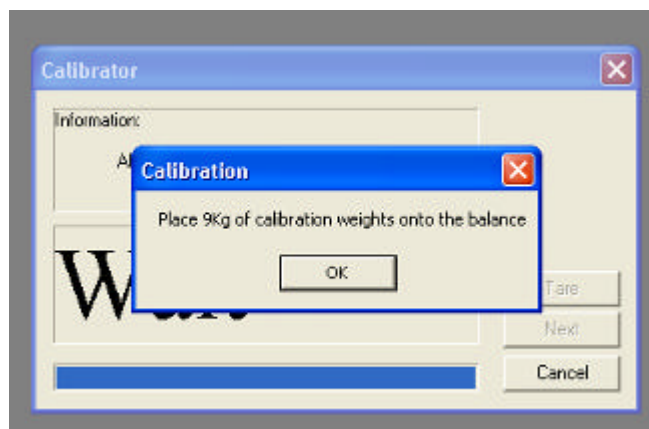 Calibrator
Information:
Calibration
Place 9Kg of calibration weights onto the balance
OK
Tare
Next
Cancel